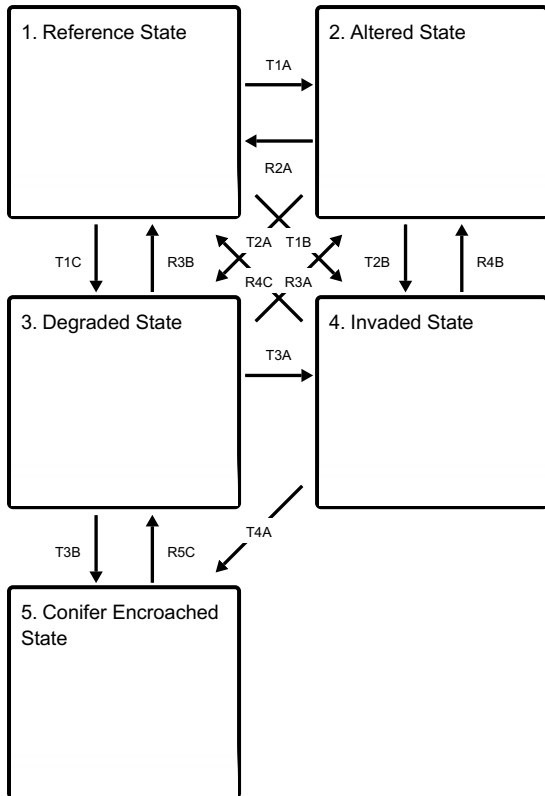 1. Reference State
2. Altered State
T1A
R2A
T2A
T1B
T1C
R3B
T2B
R4B
R4C
R3A
3. Degraded State
4. Invaded State
T3A
T4A
T3B
R5C
5. Conifer Encroached
State